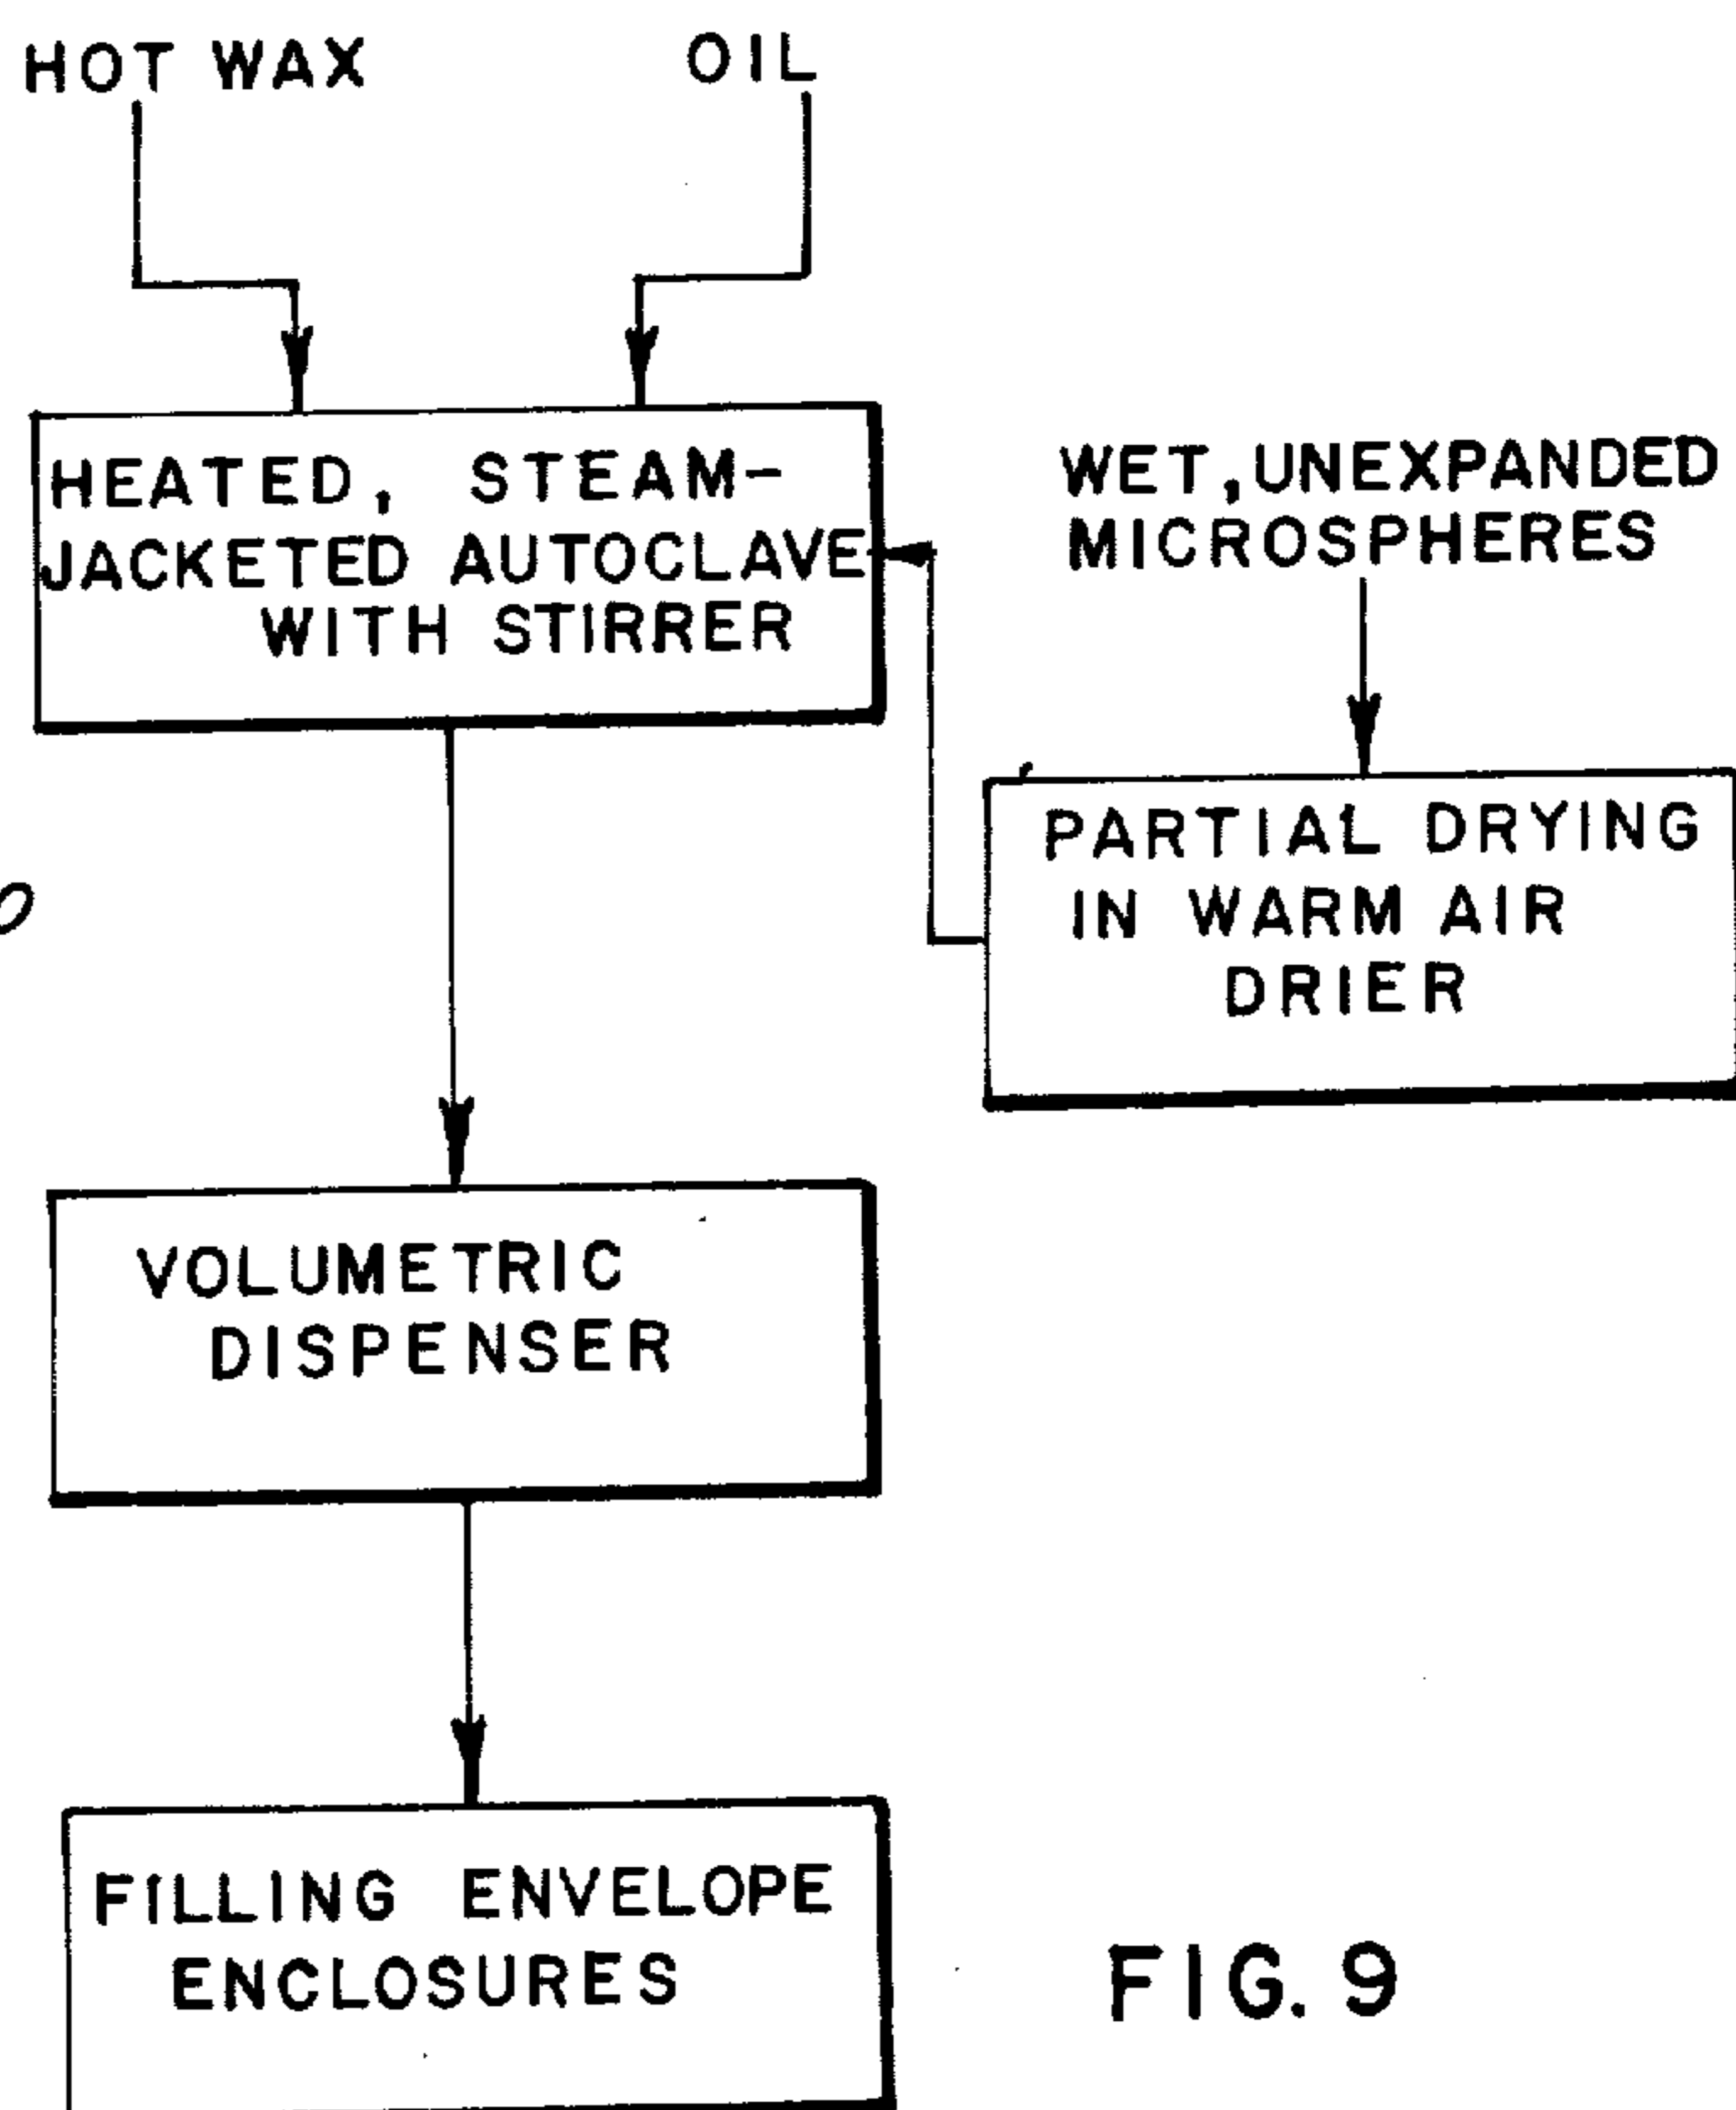 HOT WAX
OIL
HEATED, STEAM-
JACKETED AUTOCLAVE
WITH STIRRER
WET, UNEXPANDED
MICROSPHERES
PARTIAL DRYING
IN WARM AIR
DRIER
VOLUMETRIC
DISPENSER
FILLING ENVELOPE
ENCLOSURES
FIG. 9